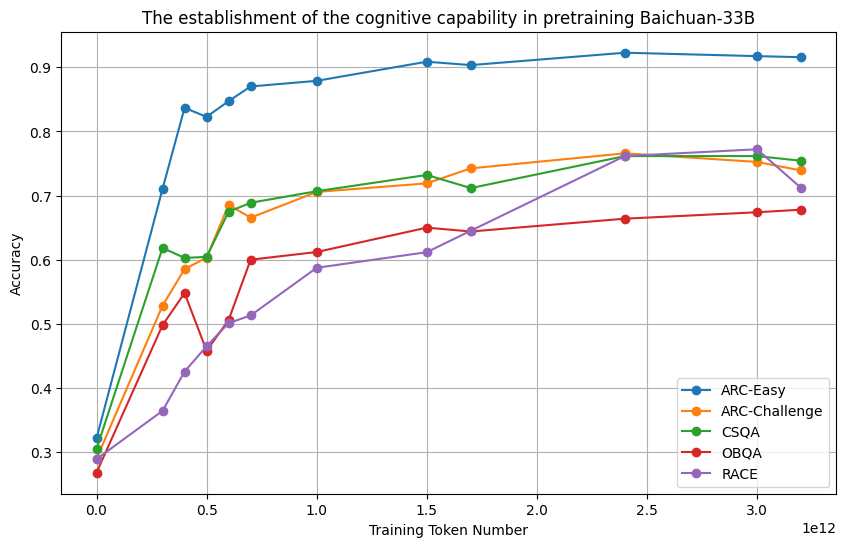 The establishment of the cognitive capability in pretraining Baichuan-33B
Accuracy
0.9
0.8
0.7
0.6
0.5
0.4
0.3
ARC-Easy
ARC-Challenge
CSQA
OBQA
RACE
0.0 0.5 1.0 1.5 2.0 2.5 3.0
1e12
Training Token Number